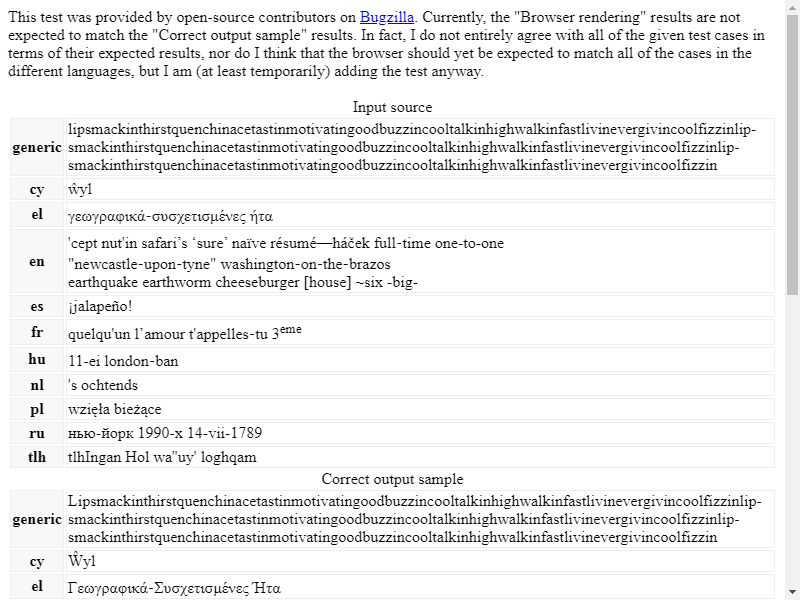 This test was provided by open-source contributors on Bugzilla. Currently, the "Browser rendering" results are not
expected to match the "Correct output sample" results. In fact, I do not entirely agree with all of the given test cases in
terms of their expected results, nor do I think that the browser should yet be expected to match all of the cases in the
different languages, but I am (at least temporarily) adding the test anyway.
Input source
generic lipsmackinthirstquenchinacetastinmotivatingoodbuzzincooltalkinhighwalkinfastlivinevergivincoolfizzinlip-
smackinthirstquenchinacetastinmotivatingoodbuzzincooltalkinhighwalkinfastlivinevergivincoolfizzinlip-
smackinthirstquenchinacetastinmotivatingoodbuzzincooltalkinhighwalkinfastlivinevergivincoolfizzin
cy ŵyl
el γεωγραφικά-συσχετισμένες ήτα
en 'cept nut'in safari’s ‘sure’ naïve résumé—háček full-time one-to-one
"newcastle-upon-tyne" washington-on-the-brazos
earthquake earthworm cheeseburger [house] ~six -big-
es ¡jalapeño!
fr quelqu'un l’amour t'appelles-tu 3eme
hu 11-ei london-ban
nl 's ochtends
pl wzięła bieżące
ru нью-йорк 1990-х 14-vii-1789
tlh tlhIngan Hol wa''uy' loghqam
Correct output sample
generic Lipsmackinthirstquenchinacetastinmotivatingoodbuzzincooltalkinhighwalkinfastlivinevergivincoolfizzinlip-
smackinthirstquenchinacetastinmotivatingoodbuzzincooltalkinhighwalkinfastlivinevergivincoolfizzinlip-
smackinthirstquenchinacetastinmotivatingoodbuzzincooltalkinhighwalkinfastlivinevergivincoolfizzin
cy Ŵyl
el Γεωγραφικά-Συσχετισμένες Ήτα